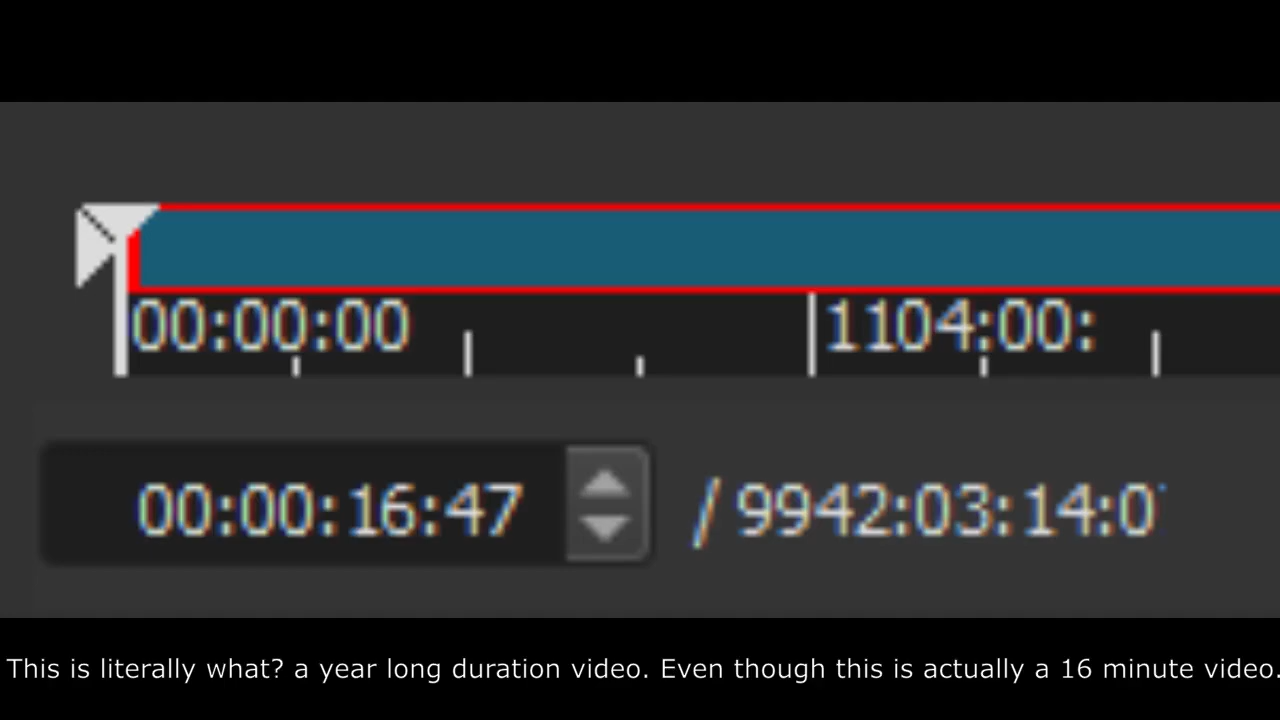 00:00:00 1104:00:
00:00:16:47 / 9942:03:14:0
This is literally what? a year long duration video. Even though this is actually a 16 minute video.